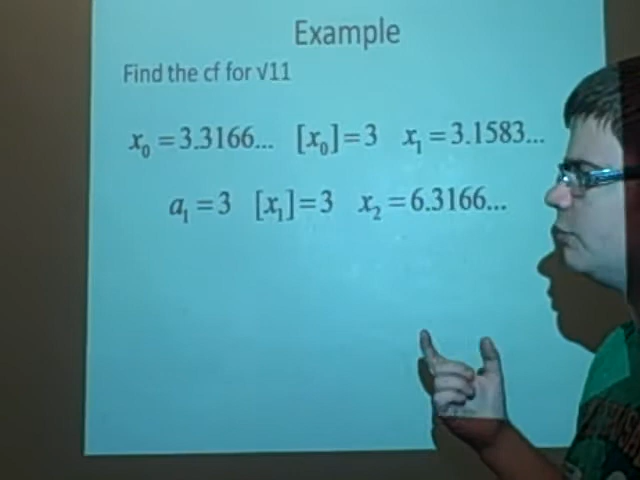 Example
Find the cf for √11
x₀ = 3.3166... [x₀]=3 x₁ = 3.1583...
a₁ = 3 [x₁]=3 x₂ = 6.3166...